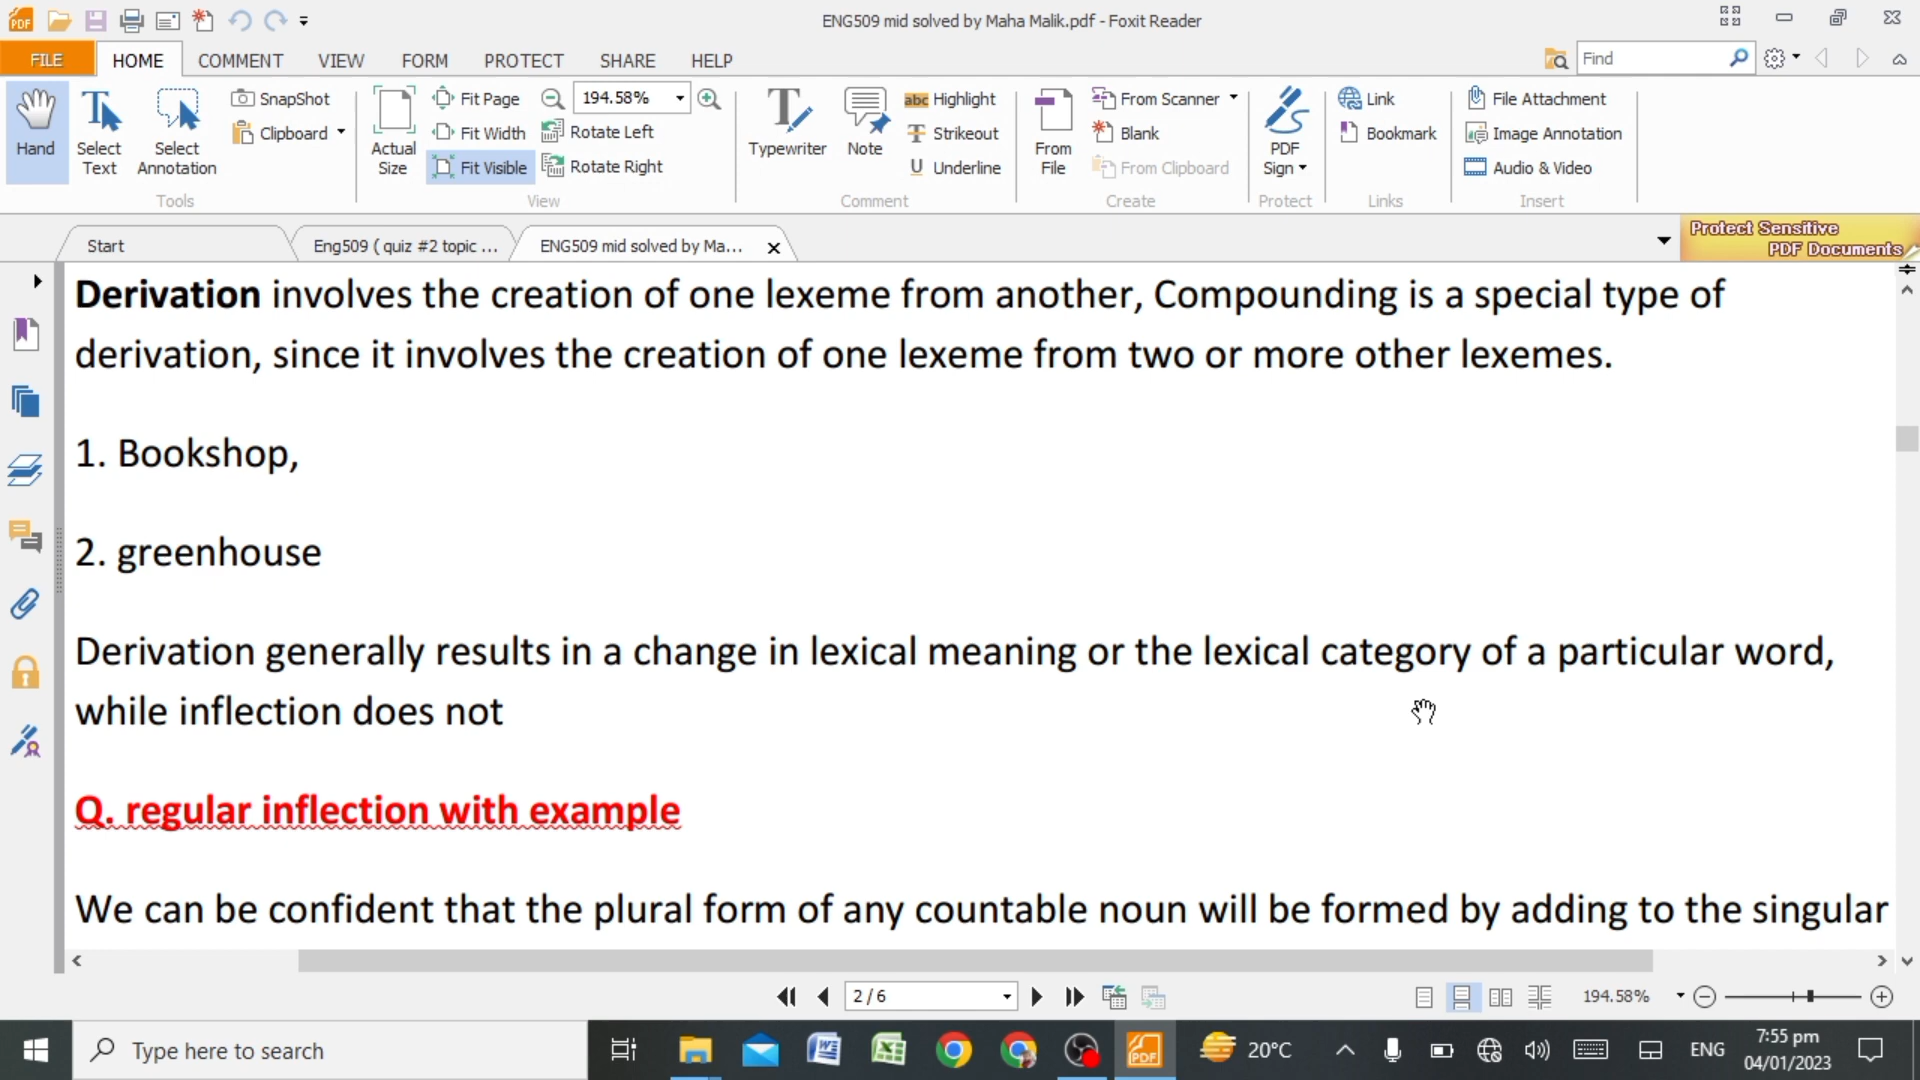 ENG509 mid solved by Maha Malik.pdf - Foxit Reader
FILE HOME COMMENT VIEW FORM PROTECT SHARE HELP Find
Hand
Select Text
Select Annotation
SnapShot
Clipboard
Tools
Actual Size
Fit Page
Fit Width
Fit Visible
194.58%
Rotate Left
Rotate Right
View
Typewriter
Note
abc Highlight
T Strikeout
U Underline
Comment
From File
From Scanner
Blank
From Clipboard
Create
PDF Sign
Protect
Link
Bookmark
Links
File Attachment
Image Annotation
Audio & Video
Insert
Start Eng509 ( quiz #2 topic ... ENG509 mid solved by Ma...
Protect Sensitive
PDF Documents
Derivation involves the creation of one lexeme from another, Compounding is a special type of
derivation, since it involves the creation of one lexeme from two or more other lexemes.
1. Bookshop,
2. greenhouse
Derivation generally results in a change in lexical meaning or the lexical category of a particular word,
while inflection does not
Q. regular inflection with example
We can be confident that the plural form of any countable noun will be formed by adding to the singular
2 / 6 194.58%
Type here to search
PDF
20°C
ENG
7:55 pm
04/01/2023